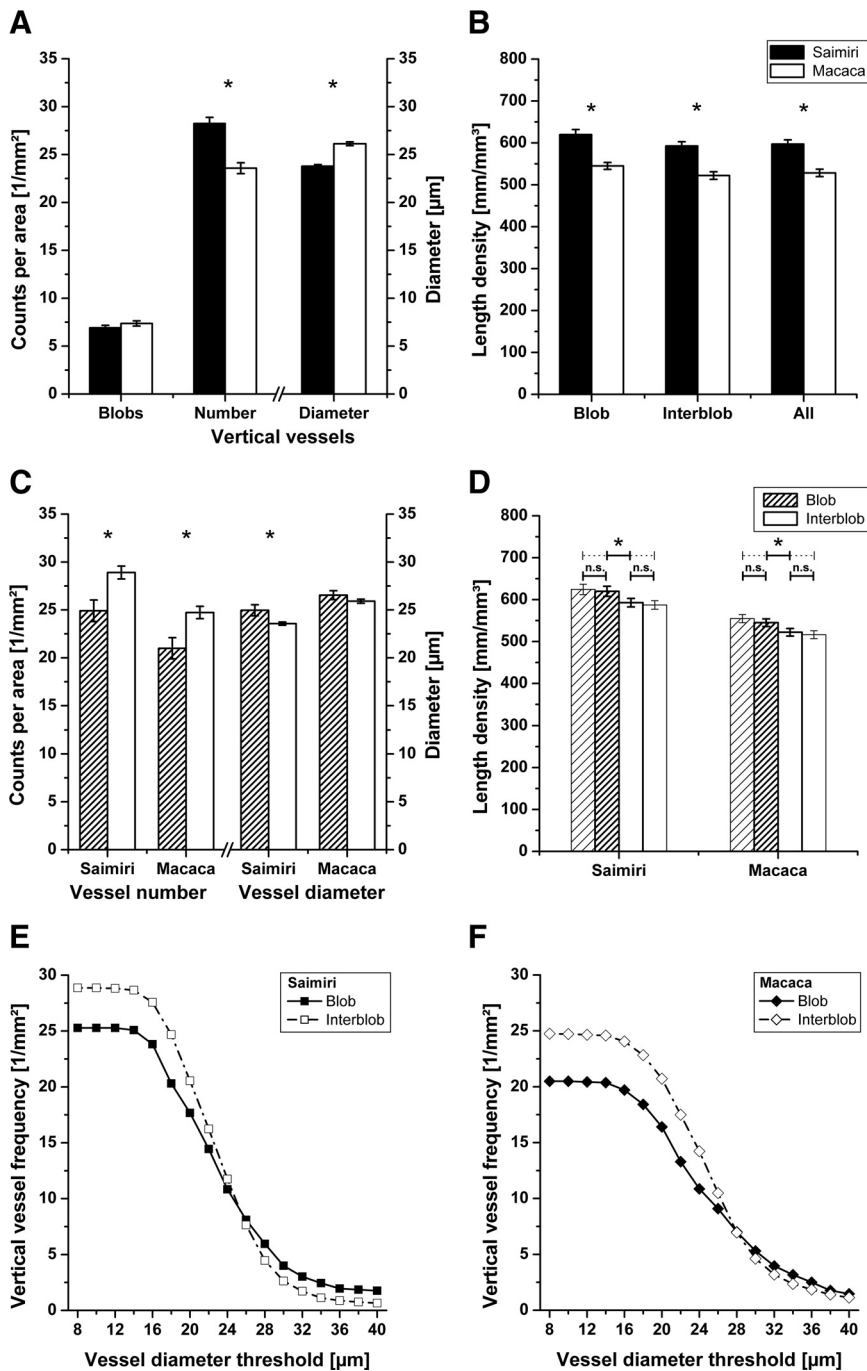 A
Counts per area [1/mm²]
35
30
25
20
15
10
5
0
* *
35
30
25
20
15
10
5
0
Diameter [µm]
Blobs Number Diameter
Vertical vessels
B
Saimiri
Macaca
Length density [mm/mm³]
800
700
600
500
400
300
200
100
0
* * *
Blob Interblob All
C
Counts per area [1/mm²]
35
30
25
20
15
10
5
0
* * *
35
30
25
20
15
10
5
0
Diameter [µm]
Saimiri Macaca Saimiri Macaca
Vessel number Vessel diameter
D
Blob
Interblob
Length density [mm/mm³]
800
700
600
500
400
300
200
100
0
* *
n.s. n.s. n.s. n.s.
Saimiri Macaca
E
Saimiri
Blob
Interblob
Vertical vessel frequency [1/mm²]
30
25
20
15
10
5
0
8 12 16 20 24 28 32 36 40
Vessel diameter threshold [µm]
F
Macaca
Blob
Interblob
Vertical vessel frequency [1/mm²]
30
25
20
15
10
5
0
8 12 16 20 24 28 32 36 40
Vessel diameter threshold [µm]